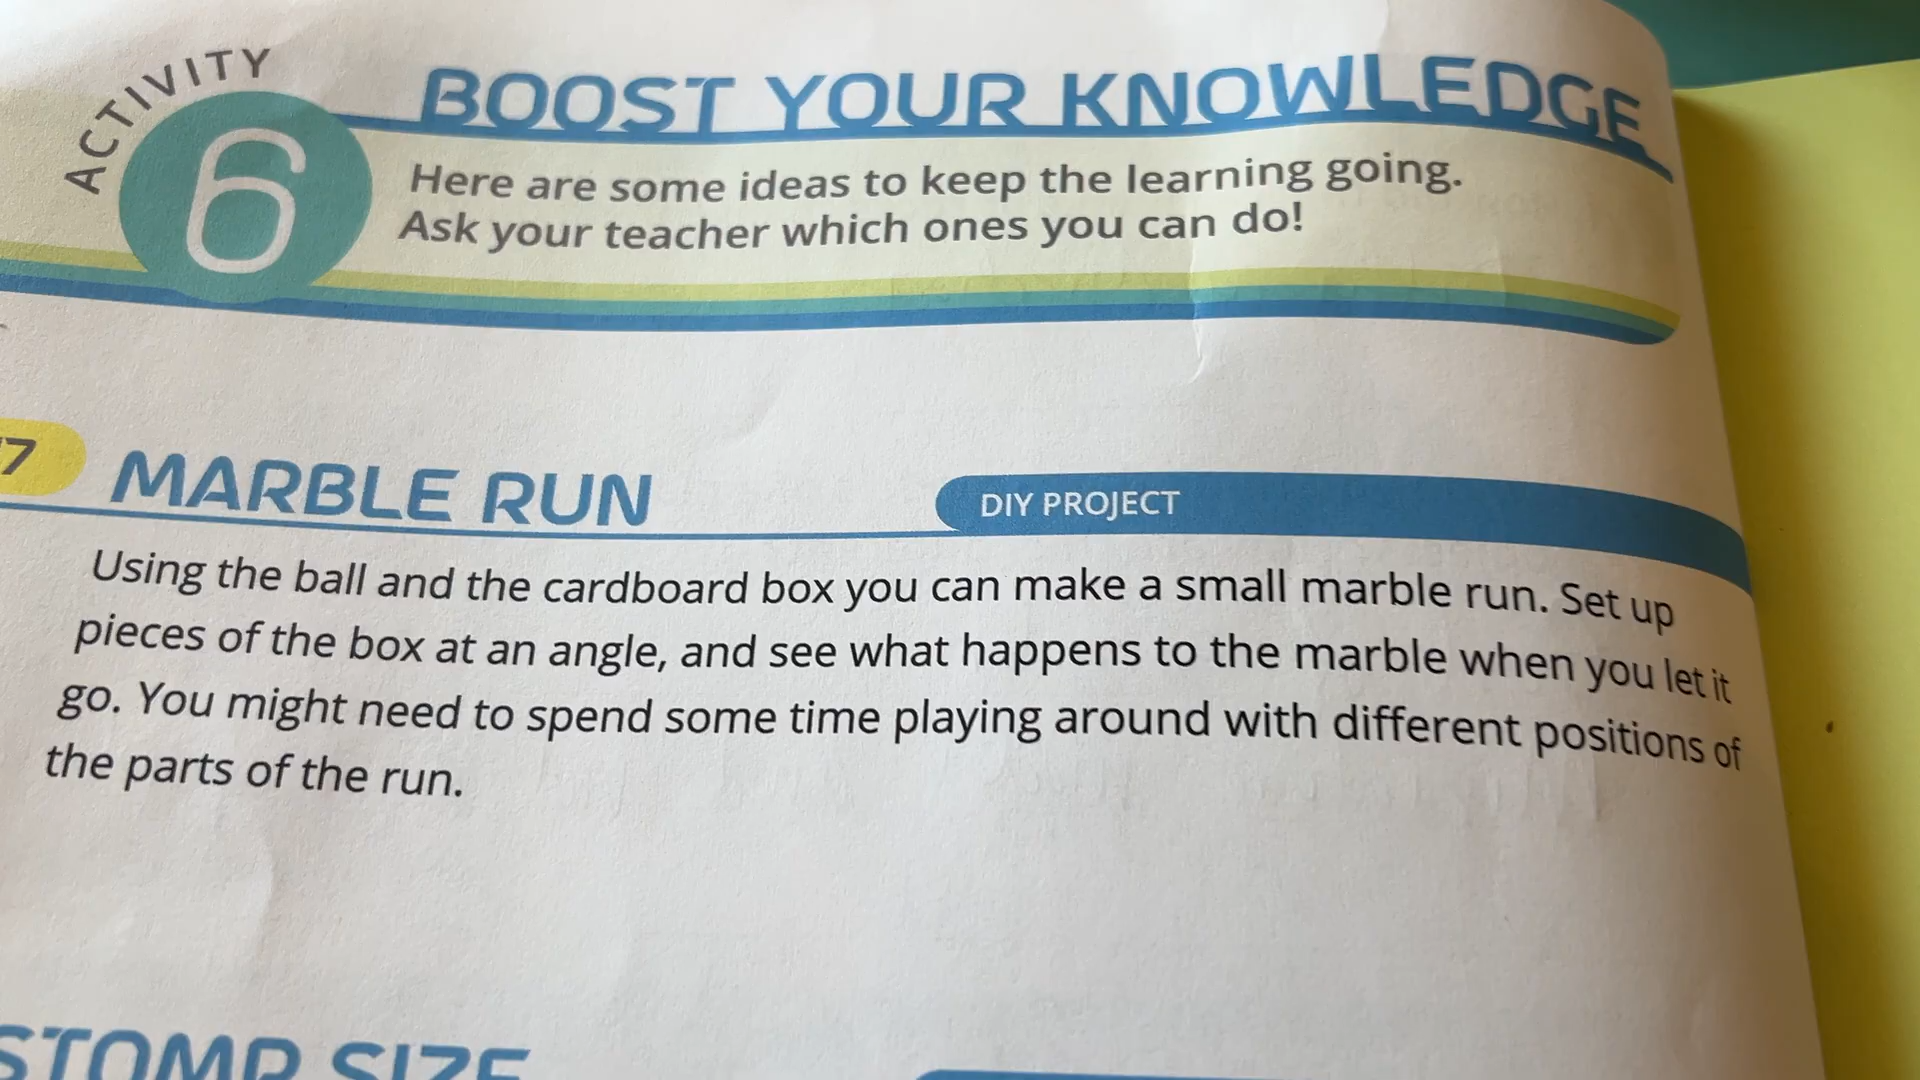 ACTIVITY
6
BOOST YOUR KNOWLEDGE
Here are some ideas to keep the learning going.
Ask your teacher which ones you can do!
7
MARBLE RUN
DIY PROJECT
Using the ball and the cardboard box you can make a small marble run. Set up
pieces of the box at an angle, and see what happens to the marble when you let it
go. You might need to spend some time playing around with different positions of
the parts of the run.
STOMP SIZE